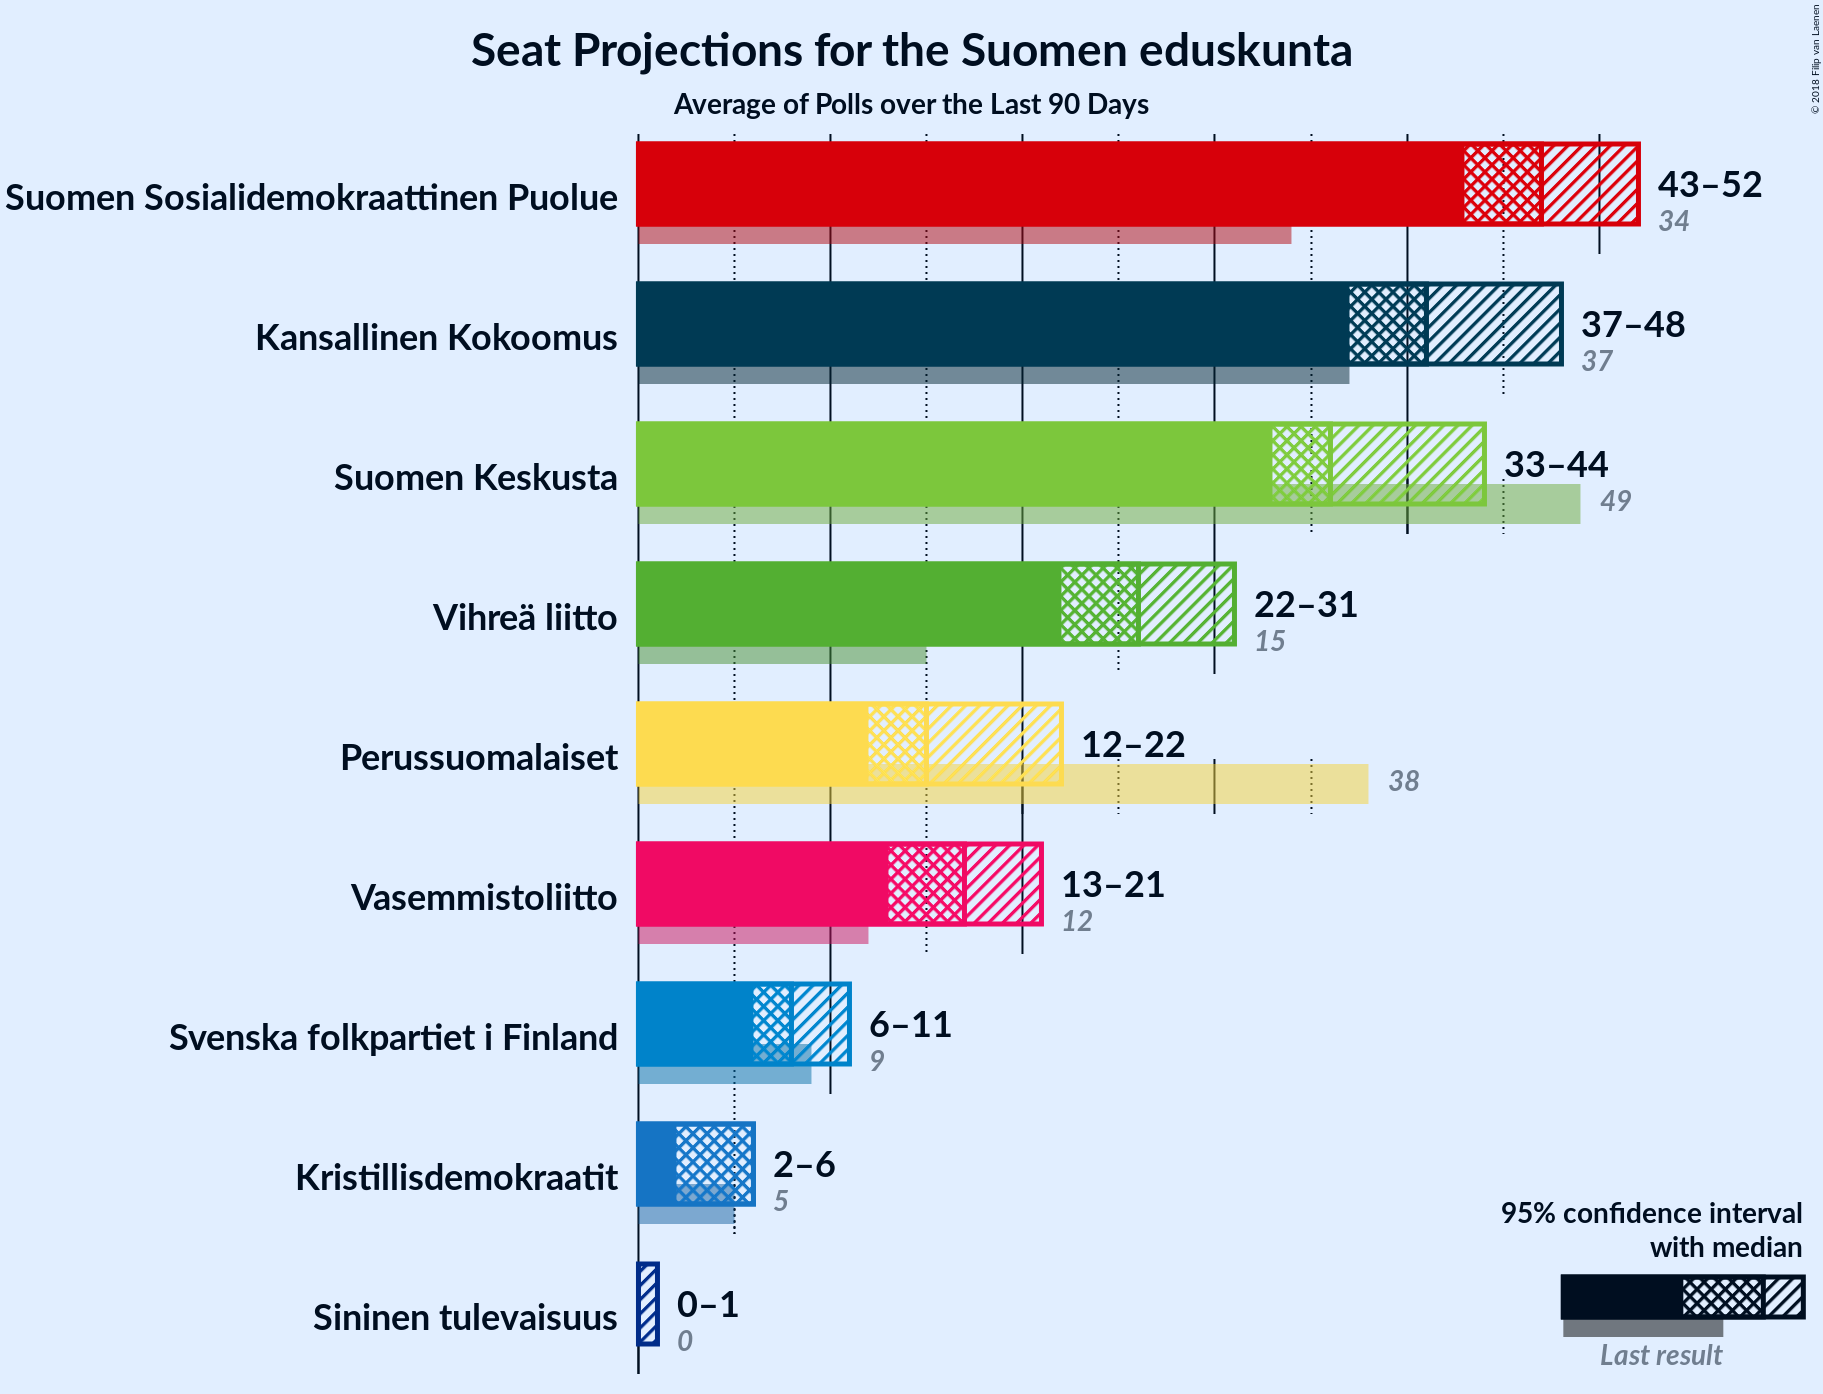 Seat Projections for the Suomen eduskunta
Average of Polls over the Last 90 Days
© 2018 Filip van Laenen
Suomen Sosialidemokraattinen Puolue
43–52
34
Kansallinen Kokoomus
37–48
37
Suomen Keskusta
33–44
49
Vihreä liitto
22–31
15
Perussuomalaiset
12–22
38
Vasemmistoliitto
13–21
12
Svenska folkpartiet i Finland
6–11
9
Kristillisdemokraatit
2–6
5
Sininen tulevaisuus
0–1
0
95% confidence interval
with median
Last result